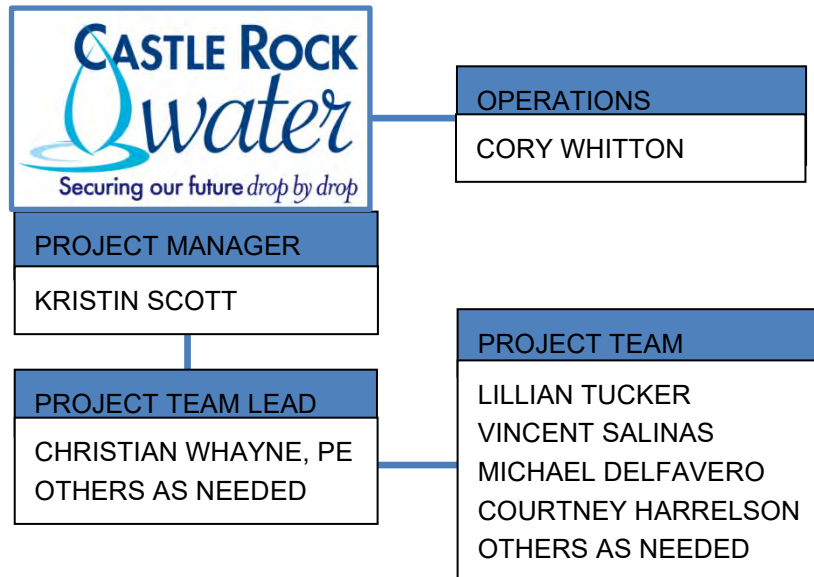 CASTLE ROCK
water
Securing our future drop by drop
OPERATIONS
CORY WHITTON
PROJECT MANAGER
KRISTIN SCOTT
PROJECT TEAM LEAD
CHRISTIAN WHAYNE, PE
OTHERS AS NEEDED
PROJECT TEAM
LILLIAN TUCKER
VINCENT SALINAS
MICHAEL DELFAVERO
COURTNEY HARRELSON
OTHERS AS NEEDED